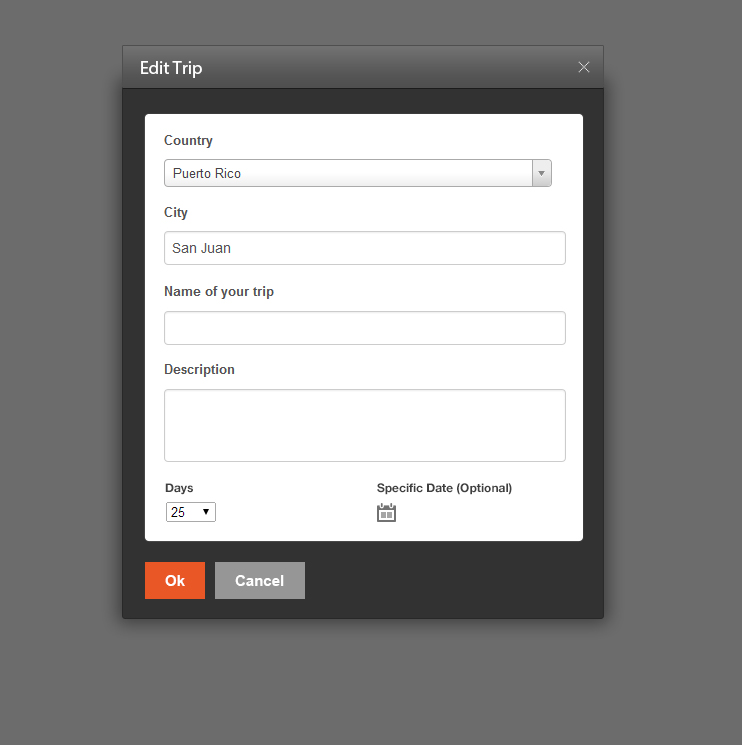 Edit Trip
Country
Puerto Rico
City
San Juan
Name of your trip
Description
Days
Specific Date (Optional)
25
Ok
Cancel